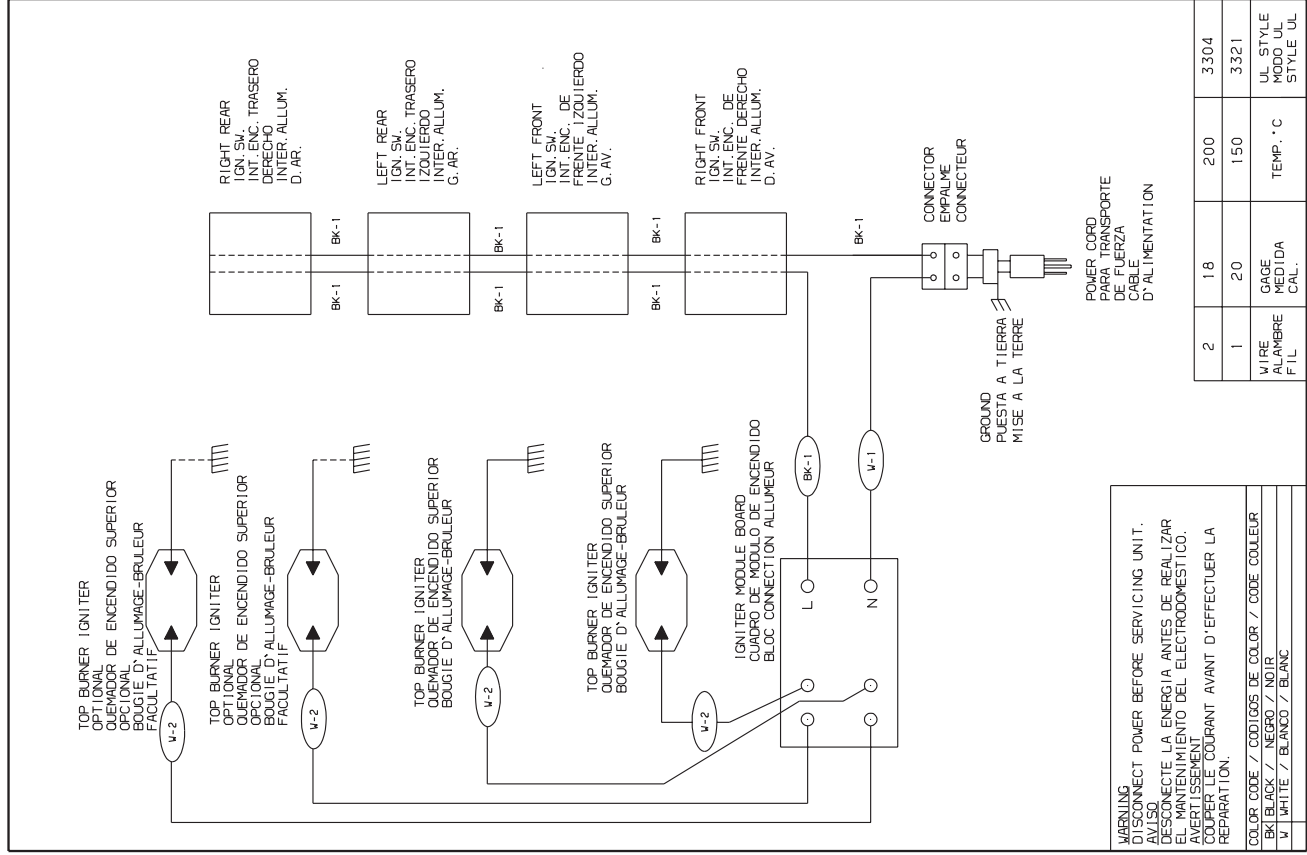 TOP BURNER IGNITER
OPTIONAL
QUEMADOR DE ENCENDIDO SUPERIOR
OPCIONAL
BOUGIE D`ALLUMAGE-BRULEUR
FACULTATIF
W-2
TOP BURNER IGNITER
OPTIONAL
QUEMADOR DE ENCENDIDO SUPERIOR
OPCIONAL
BOUGIE D`ALLUMAGE-BRULEUR
FACULTATIF
W-2
TOP BURNER IGNITER
QUEMADOR DE ENCENDIDO SUPERIOR
BOUGIE D`ALLUMAGE-BRULEUR
W-2
TOP BURNER IGNITER
QUEMADOR DE ENCENDIDO SUPERIOR
BOUGIE D`ALLUMAGE-BRULEUR
W-2
IGNITER MODULE BOARD
CUADRO DE MODULO DE ENCENDIDO
BLOC CONNECTION ALLUMEUR
L
N
BK-1
W-1
RIGHT REAR
IGN. SW.
INT. ENC. TRASERO
DERECHO
INTER. ALLUM.
D. AR.
BK-1
BK-1
LEFT REAR
IGN. SW.
INT. ENC. TRASERO
IZQUIERDO
INTER. ALLUM.
G. AR.
BK-1
BK-1
LEFT FRONT
IGN. SW.
INT. ENC. DE
FRENTE IZQUIERDO
INTER. ALLUM.
G. AV.
BK-1
BK-1
RIGHT FRONT
IGN. SW.
INT. ENC. DE
FRENTE DERECHO
INTER. ALLUM.
D. AV.
BK-1
CONNECTOR
EMPALME
CONNECTEUR
GROUND
PUESTA A TIERRA
MISE A LA TERRE
POWER CORD
PARA TRANSPORTE
DE FUERZA
CABLE
D`ALIMENTATION
WARNING
DISCONNECT POWER BEFORE SERVICING UNIT.
AVISO
DESCONECTE LA ENERGIA ANTES DE REALIZAR
EL MANTENIMIENTO DEL ELECTRODOMESTICO.
AVERTISSEMENT
COUPER LE COURANT AVANT D'EFFECTUER LA
REPARATION.
COLOR CODE / CODIGOS DE COLOR / CODE COULEUR
BK BLACK / NEGRO / NOIR
W WHITE / BLANCO / BLANC
2 18 200 3304
1 20 150 3321
WIRE GAGE TEMP.°C UL STYLE
ALAMBRE MEDIDA MODO UL
FIL CAL. STYLE UL